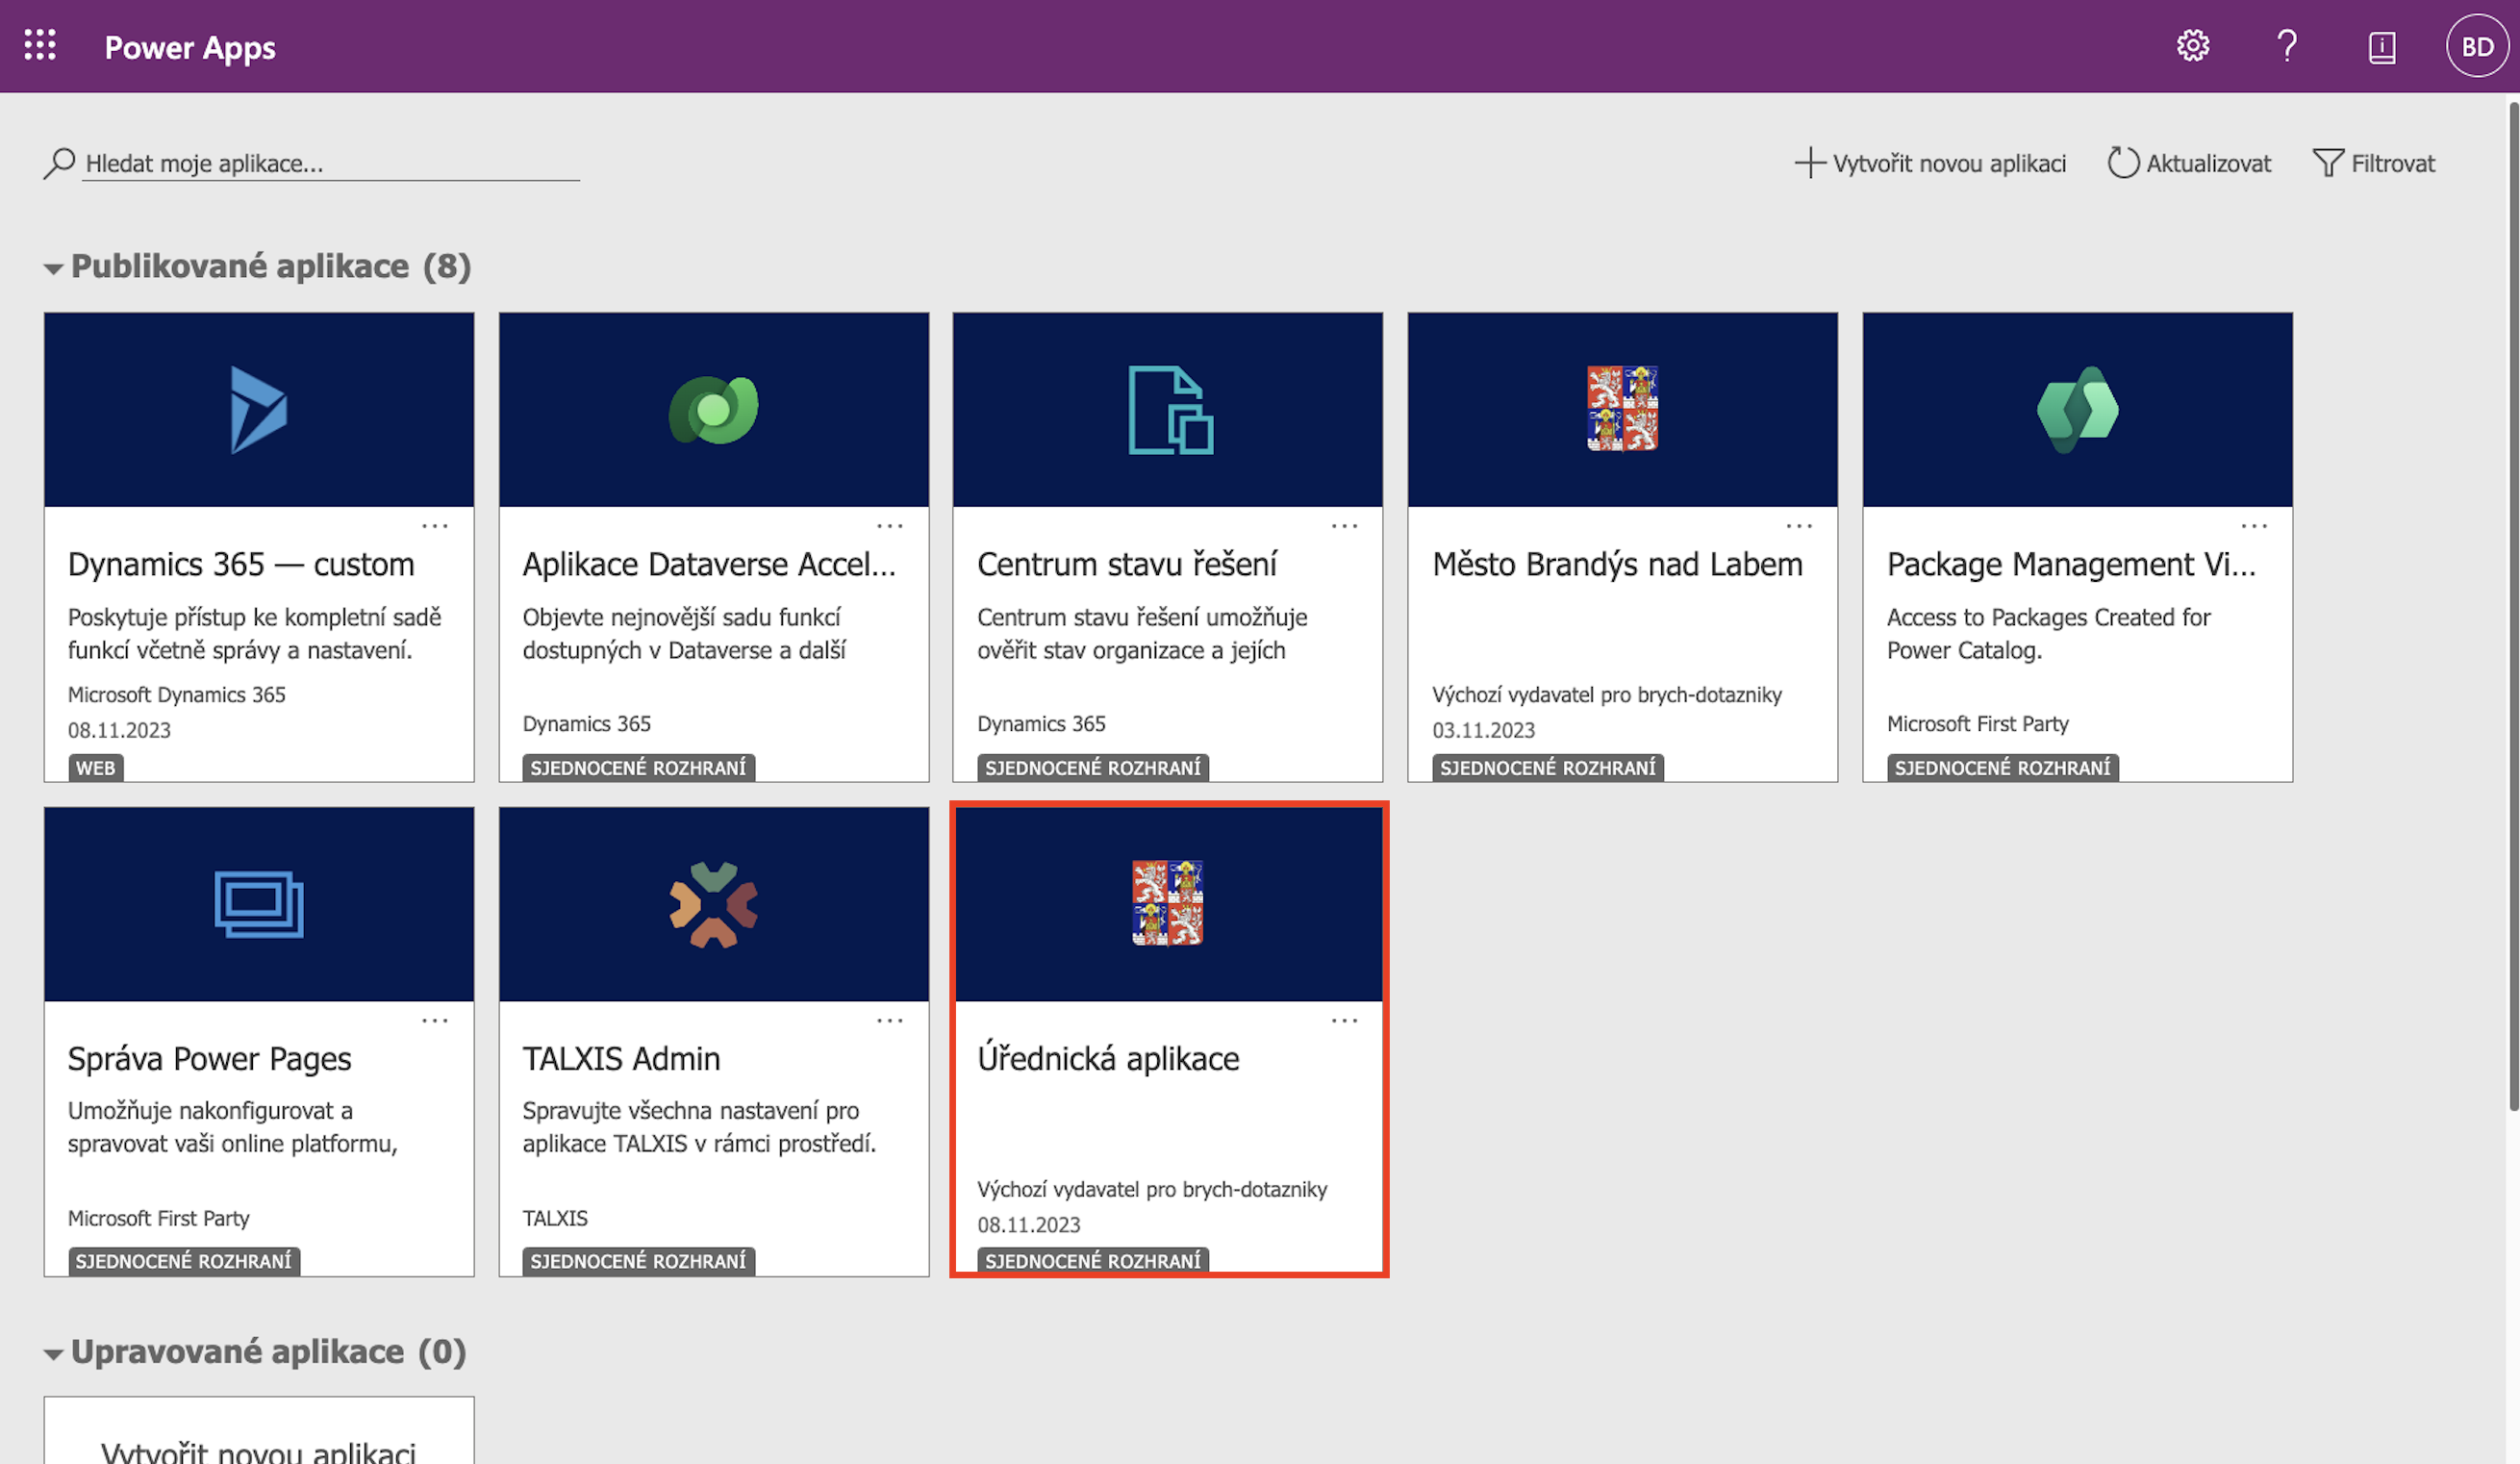 Power Apps
BD
Hledat moje aplikace...
Vytvořit novou aplikaci
Aktualizovat
Filtrovat
Publikované aplikace (8)
Dynamics 365 — custom
Poskytuje přístup ke kompletní sadě
funkcí včetně správy a nastavení.
Microsoft Dynamics 365
08.11.2023
WEB
Aplikace Dataverse Accel...
Objevte nejnovější sadu funkcí
dostupných v Dataverse a další
Dynamics 365
SJEDNOCENÉ ROZHRANÍ
Centrum stavu řešení
Centrum stavu řešení umožňuje
ověřit stav organizace a jejích
Dynamics 365
SJEDNOCENÉ ROZHRANÍ
Město Brandýs nad Labem
Výchozí vydavatel pro brych-dotazniky
03.11.2023
SJEDNOCENÉ ROZHRANÍ
Package Management Vi...
Access to Packages Created for
Power Catalog.
Microsoft First Party
SJEDNOCENÉ ROZHRANÍ
Správa Power Pages
Umožňuje nakonfigurovat a
spravovat vaši online platformu,
Microsoft First Party
SJEDNOCENÉ ROZHRANÍ
TALXIS Admin
Spravujte všechna nastavení pro
aplikace TALXIS v rámci prostředí.
TALXIS
SJEDNOCENÉ ROZHRANÍ
Úřednická aplikace
Výchozí vydavatel pro brych-dotazniky
08.11.2023
SJEDNOCENÉ ROZHRANÍ
Upravované aplikace (0)
Vytvořit novou aplikaci